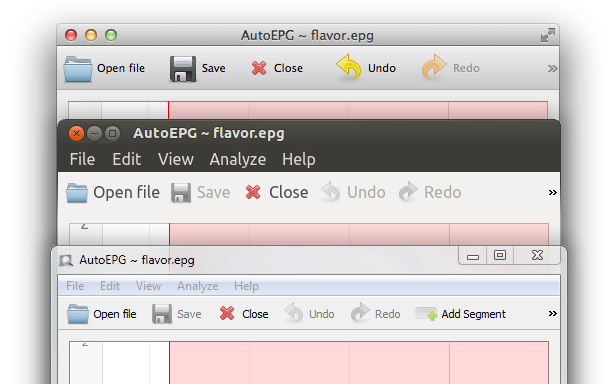 AutoEPG ~ flavor.epg
Open file Save Close Undo Redo »
AutoEPG ~ flavor.epg
File Edit View Analyze Help
Open file Save Close Undo Redo »
AutoEPG ~ flavor.epg
File Edit View Analyze Help
Open file Save Close Undo Redo Add Segment »